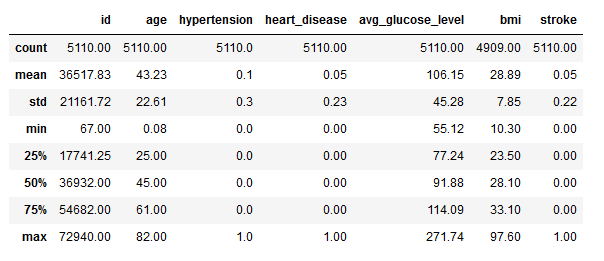 id age hypertension heart_disease avg_glucose_level bmi stroke
count 5110.00 5110.00 5110.0 5110.00 5110.00 4909.00 5110.00
mean 36517.83 43.23 0.1 0.05 106.15 28.89 0.05
std 21161.72 22.61 0.3 0.23 45.28 7.85 0.22
min 67.00 0.08 0.0 0.00 55.12 10.30 0.00
25% 17741.25 25.00 0.0 0.00 77.24 23.50 0.00
50% 36932.00 45.00 0.0 0.00 91.88 28.10 0.00
75% 54682.00 61.00 0.0 0.00 114.09 33.10 0.00
max 72940.00 82.00 1.0 1.00 271.74 97.60 1.00